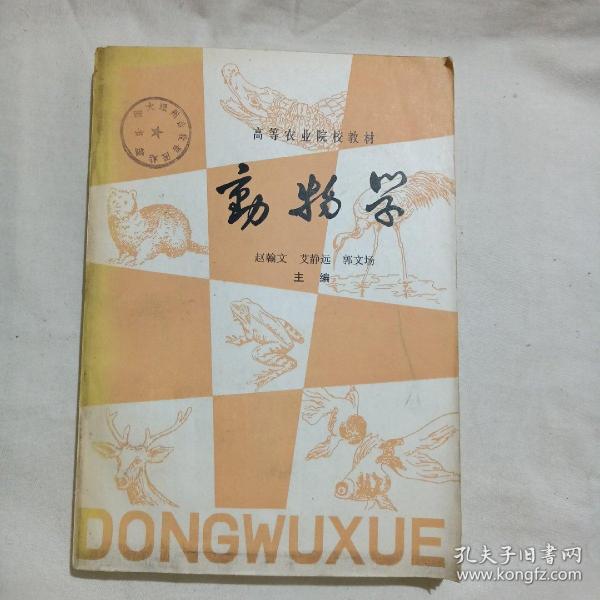 高等农业院校教材
動物学
赵翰文 艾静远 郭文场
主编
DONGWUXUE
孔夫子旧书网
www.kongfz.com